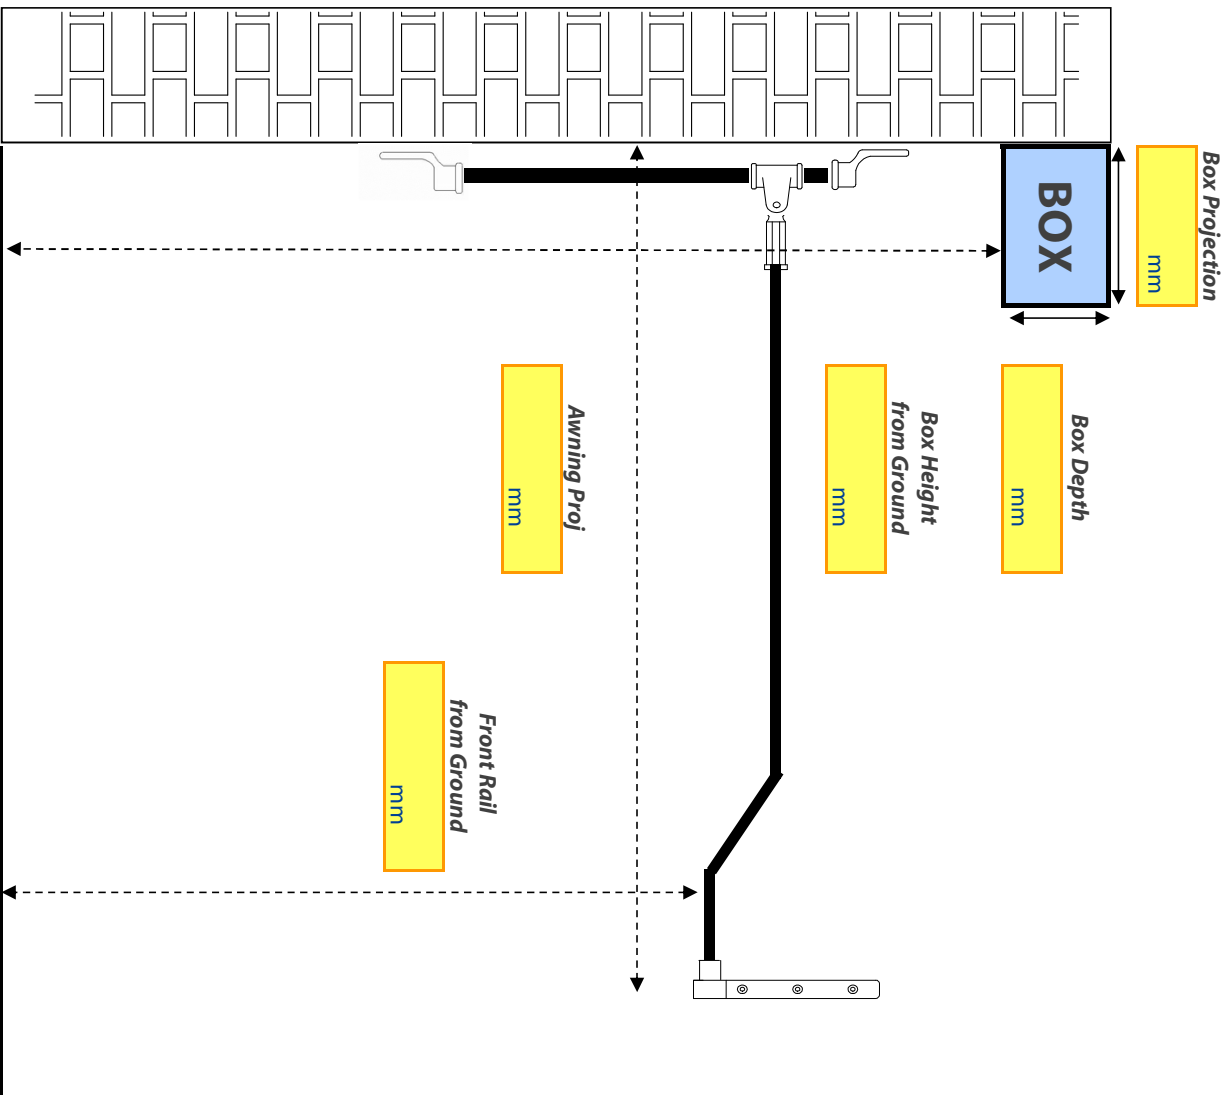 Box Projection
mm
BOX
Box Depth
mm
Box Height
from Ground
mm
Awning Proj
mm
Front Rail
from Ground
mm